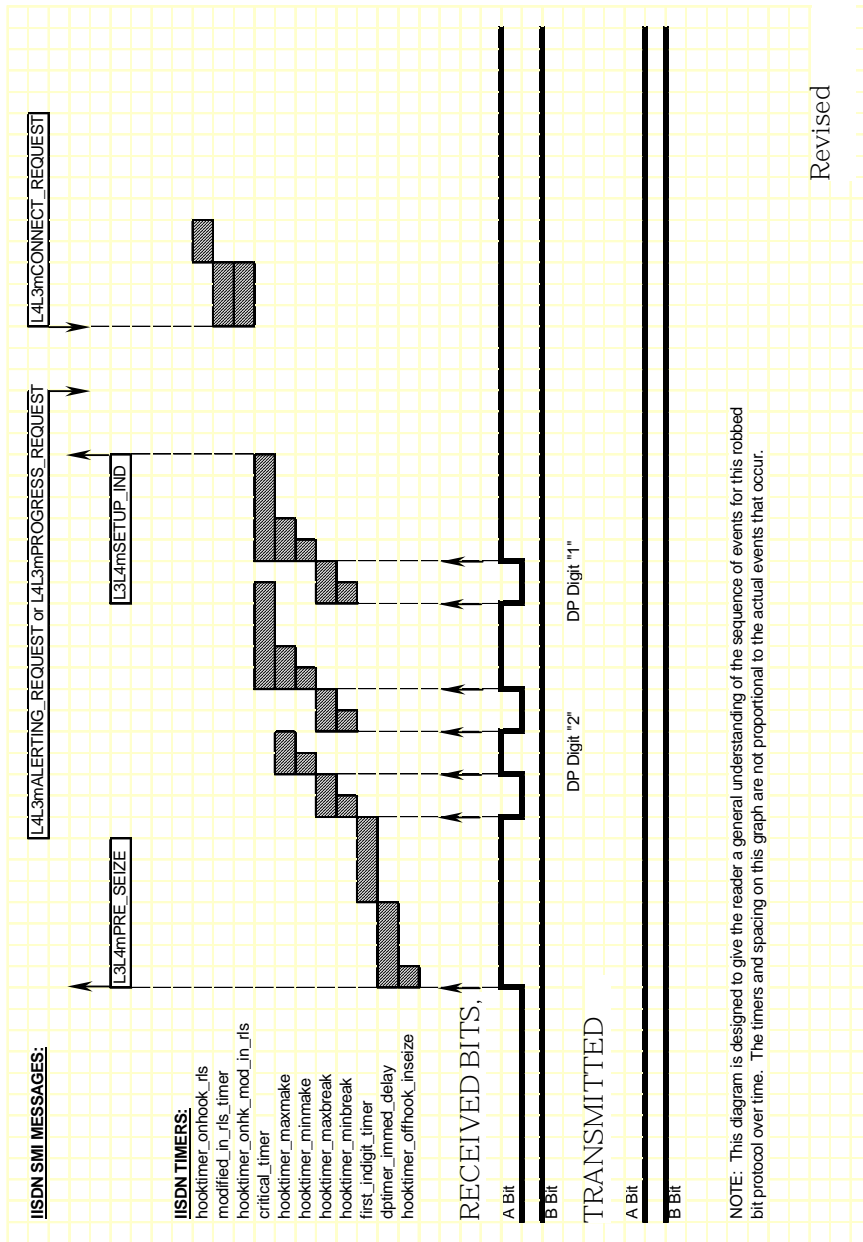 IISDN SMI MESSAGES:
L4L3mALERTING_REQUEST or L4L3mPROGRESS_REQUEST
L4L3mCONNECT_REQUEST
L3L4mPRE_SEIZE
L3L4mSETUP_IND
IISDN TIMERS:
hooktimer_onhook_rls
modified_in_rls_timer
hooktimer_onhk_mod_in_rls
critical_timer
hooktimer_maxmake
hooktimer_minmake
hooktimer_maxbreak
hooktimer_minbreak
first_indigit_timer
dptimer_immed_delay
hooktimer_offhook_inseize
RECEIVED BITS,
A Bit
B Bit
DP Digit "2"
DP Digit "1"
TRANSMITTED
A Bit
B Bit
NOTE: This diagram is designed to give the reader a general understanding of the sequence of events for this robbed
bit protocol over time. The timers and spacing on this graph are not proportional to the actual events that occur.
Revised